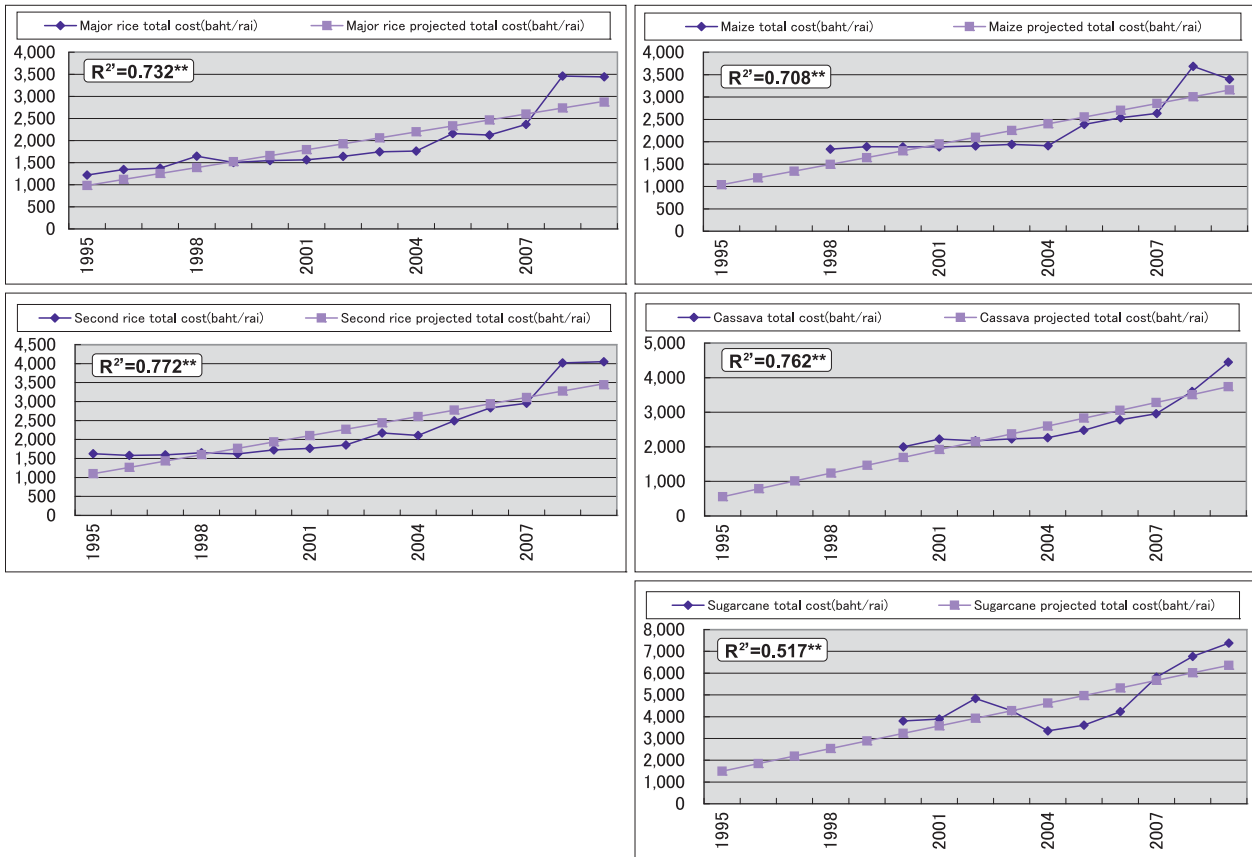 Major rice total cost(baht/rai) Major rice projected total cost(baht/rai)
R²'=0.732**
4,000
3,500
3,000
2,500
2,000
1,500
1,000
500
0
1995 1998 2001 2004 2007
Maize total cost(baht/rai) Maize projected total cost(baht/rai)
R²'=0.708**
4,000
3,500
3,000
2,500
2,000
1,500
1,000
500
0
1995 1998 2001 2004 2007
Second rice total cost(baht/rai) Second rice projected total cost(baht/rai)
R²'=0.772**
4,500
4,000
3,500
3,000
2,500
2,000
1,500
1,000
500
0
1995 1998 2001 2004 2007
Cassava total cost(baht/rai) Cassava projected total cost(baht/rai)
R²'=0.762**
5,000
4,000
3,000
2,000
1,000
0
1995 1998 2001 2004 2007
Sugarcane total cost(baht/rai) Sugarcane projected total cost(baht/rai)
R²'=0.517**
8,000
7,000
6,000
5,000
4,000
3,000
2,000
1,000
0
1995 1998 2001 2004 2007